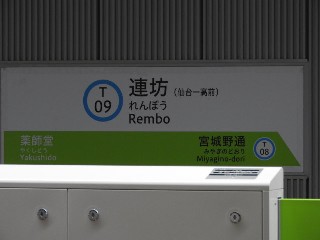 T
09
連坊（仙台一高前）
れんぼう
Rembo
薬師堂
やくしどう
Yakushido
宮城野通
みやぎのどおり
Miyagino-dori
T
08